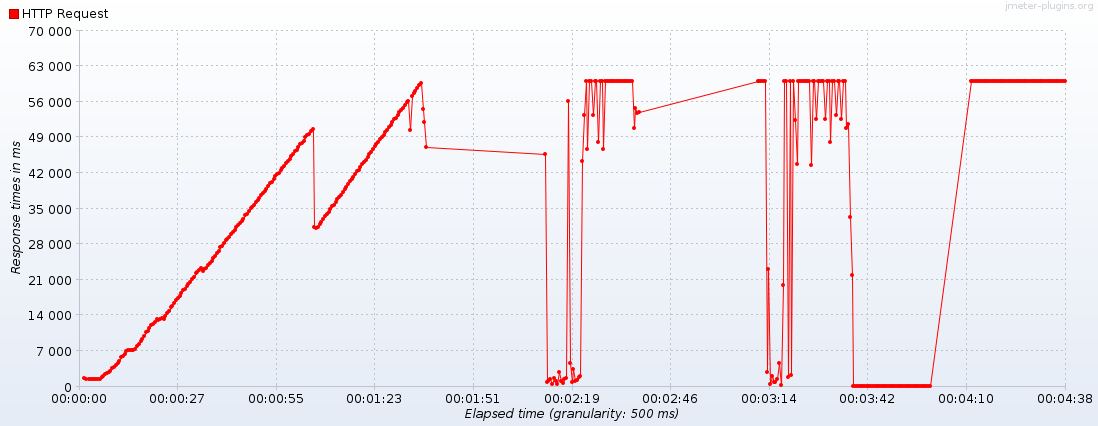 jmeter-plugins.org
HTTP Request
70 000
63 000
56 000
49 000
42 000
35 000
28 000
21 000
14 000
7 000
0
Response times in ms
00:00:00 00:00:27 00:00:55 00:01:23 00:01:51 00:02:19 00:02:46 00:03:14 00:03:42 00:04:10 00:04:38
Elapsed time (granularity: 500 ms)